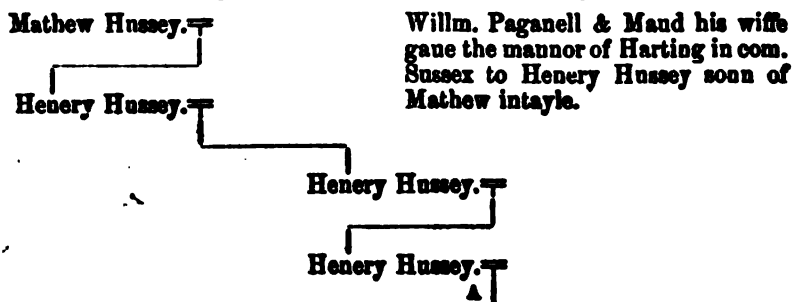 Mathew Hussey.
Willm. Paganell & Maud his wiffe
gaue the mannor of Harting in com.
Sussex to Henery Hussey sonn of
Mathew intayle.
Henery Hussey.
Henery Hussey.
Henery Hussey.
A